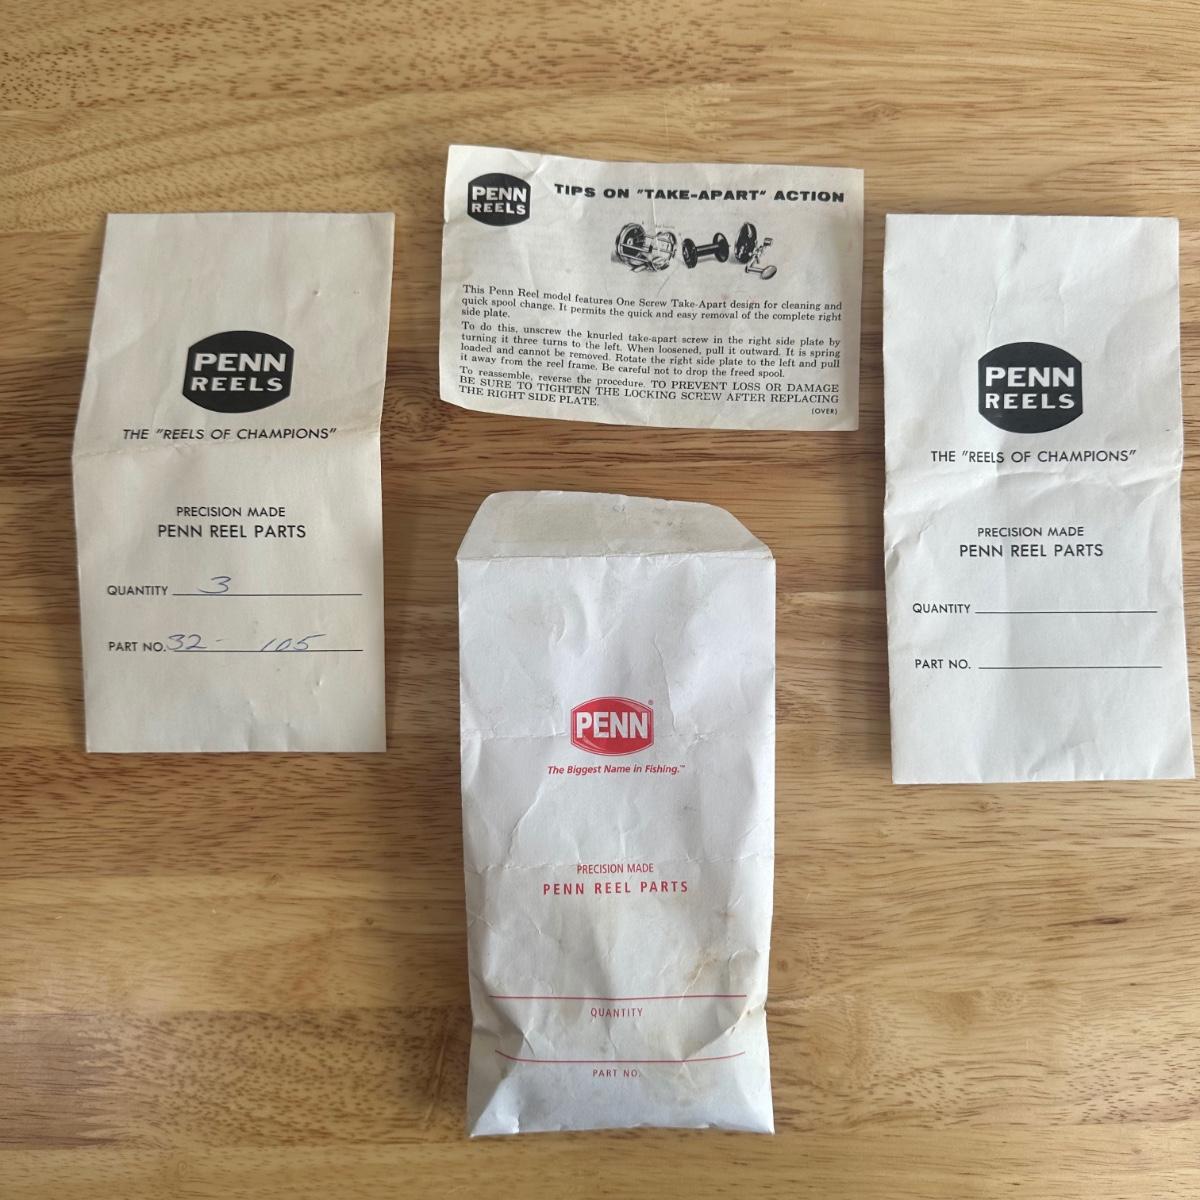 PENN
REELS
TIPS ON "TAKE-APART" ACTION
This Penn Reel model features One Screw Take-Apart design for cleaning and
quick spool change. It permits the quick and easy removal of the complete right
side plate.
To do this, unscrew the knurled take-apart screw in the right side plate by
turning it three turns to the left. When loosened, pull it outward. It is spring
loaded and cannot be removed. Rotate the right side plate to the left and pull
it away from the reel frame. Be careful not to drop the freed spool.
To reassemble, reverse the procedure. TO PREVENT LOSS OR DAMAGE
BE SURE TO TIGHTEN THE LOCKING SCREW AFTER REPLACING
THE RIGHT SIDE PLATE.
(OVER)
PENN
REELS
THE "REELS OF CHAMPIONS"
PRECISION MADE
PENN REEL PARTS
QUANTITY 3
PART NO. 32- 105
PENN
REELS
THE "REELS OF CHAMPIONS"
PRECISION MADE
PENN REEL PARTS
QUANTITY
PART NO.
PENN®
The Biggest Name in Fishing.™
PRECISION MADE
PENN REEL PARTS
QUANTITY
PART NO.